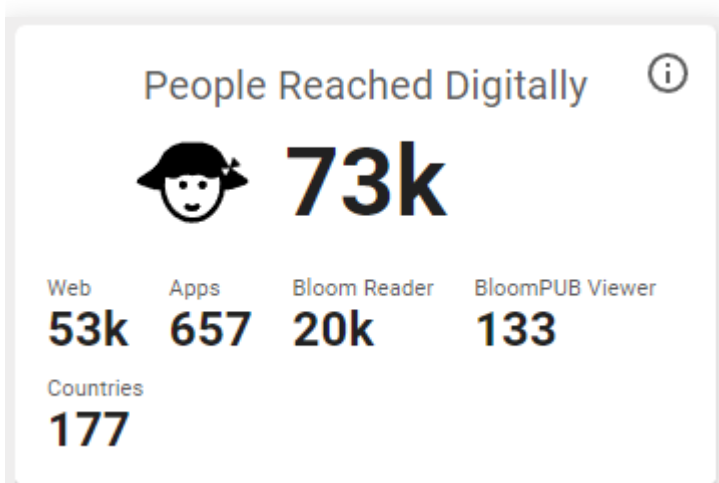 People Reached Digitally
73k
Web Apps Bloom Reader BloomPUB Viewer
53k 657 20k 133
Countries
177